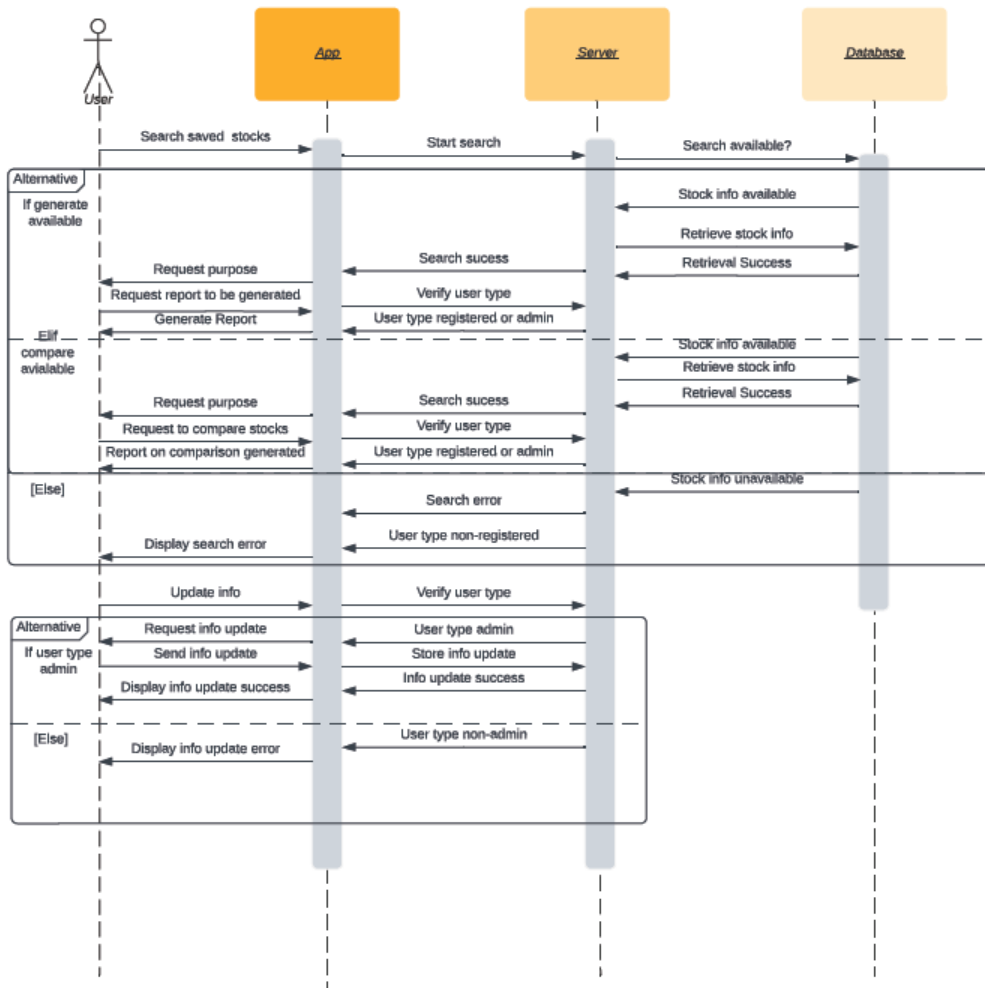 User
App
Server
Database
Search saved stocks
Start search
Search available?
Alternative
If generate
available
Stock info available
Retrieve stock info
Search sucess
Retrieval Success
Request purpose
Request report to be generated
Verify user type
Generate Report
User type registered or admin
Elif
compare
avialable
Stock info available
Retrieve stock info
Retrieval Success
Request purpose
Search sucess
Request to compare stocks
Verify user type
Report on comparison generated
User type registered or admin
[Else]
Stock info unavailable
Search error
User type non-registered
Display search error
Update info
Verify user type
Alternative
If user type
admin
Request info update
User type admin
Send info update
Store info update
Info update success
Display info update success
[Else]
User type non-admin
Display info update error